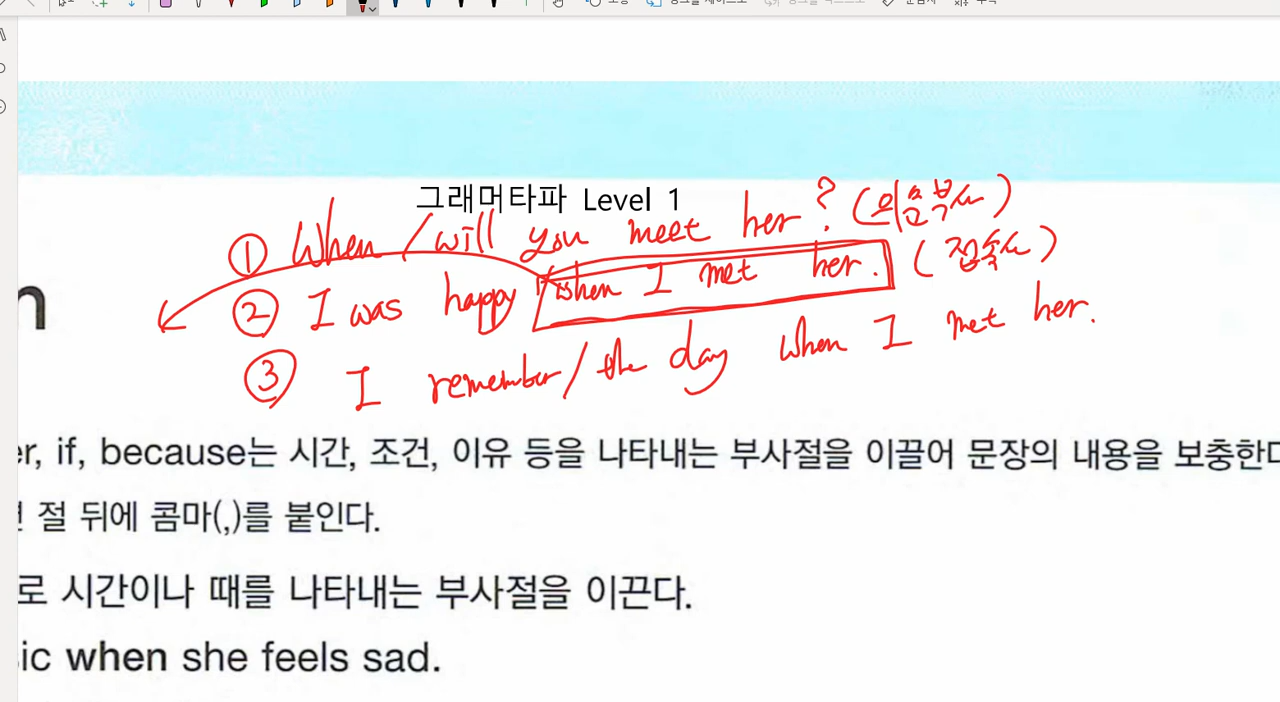 그래머타파 Level 1
① When / will you meet her? (의문부사)
② I was happy when I met her. (접속사)
③ I remember / the day when I met her.
er, if, because는 시간, 조건, 이유 등을 나타내는 부사절을 이끌어 문장의 내용을 보충한다
절 뒤에 콤마(,)를 붙인다.
로 시간이나 때를 나타내는 부사절을 이끈다.
sic when she feels sad.